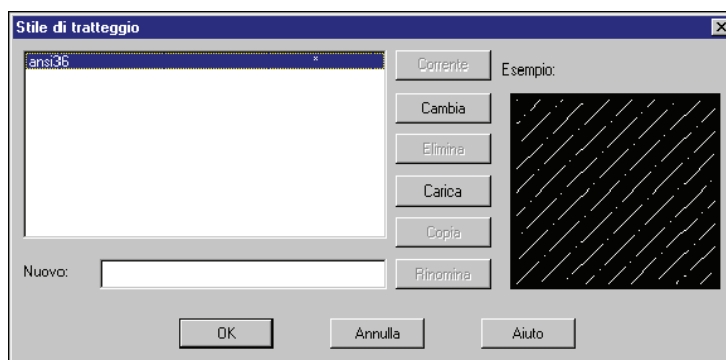 Stile di tratteggio
ansi36 *
Corrente
Esempio:
Cambia
Elimina
Carica
Copia
Nuovo:
Rinomina
OK
Annulla
Aiuto